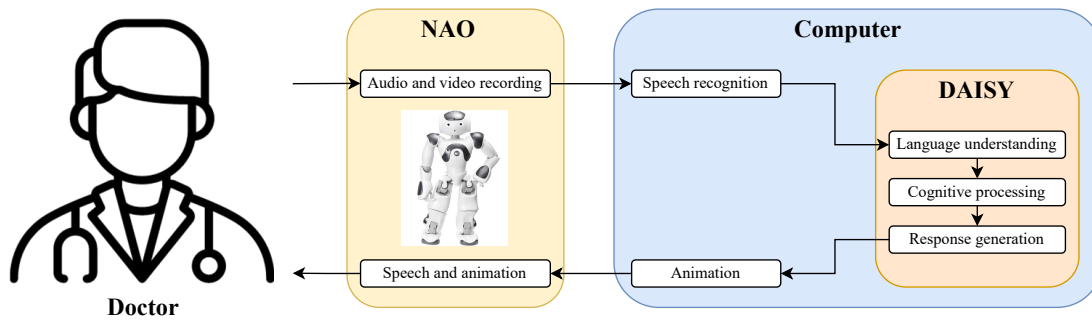 NAO
Computer
Audio and video recording
Speech recognition
DAISY
Language understanding
Cognitive processing
Response generation
Speech and animation
Animation
Doctor